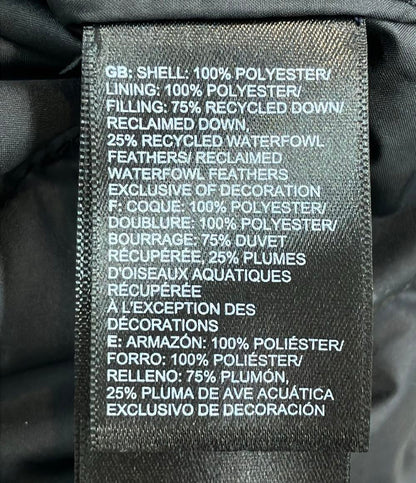 GB: SHELL: 100% POLYESTER/
LINING: 100% POLYESTER/
FILLING: 75% RECYCLED DOWN/
RECLAIMED DOWN,
25% RECYCLED WATERFOWL
FEATHERS/ RECLAIMED
WATERFOWL FEATHERS
EXCLUSIVE OF DECORATION
F: COQUE: 100% POLYESTER/
DOUBLURE: 100% POLYESTER/
BOURRAGE: 75% DUVET
RÉCUPÉRÉE, 25% PLUMES
D'OISEAUX AQUATIQUES
RÉCUPÉRÉE
À L'EXCEPTION DES
DÉCORATIONS
E: ARMAZÓN: 100% POLIÉSTER/
FORRO: 100% POLIÉSTER/
RELLENO: 75% PLUMÓN,
25% PLUMA DE AVE ACUÁTICA
EXCLUSIVO DE DECORACIÓN